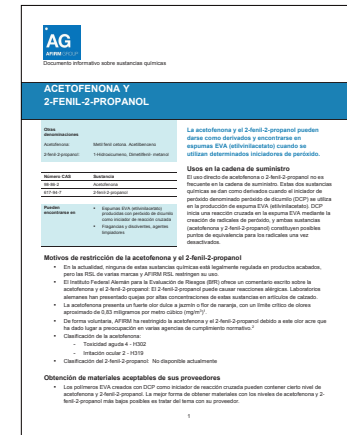 AG
AFIRM GROUP
Documento informativo sobre sustancias químicas
ACETOFENONA Y
2-FENIL-2-PROPANOL
Otras
denominaciones
Acetofenona: Metil fenil cetona, Acetilbenceno
2-fenil-2-propanol: 1-Hidroxicumeno, Dimetilfenil- metanol
Número CAS Sustancia
98-86-2 Acetofenona
617-94-7 2-fenil-2-propanol
Pueden
encontrarse en
• Espumas EVA (etilvinilacetato)
producidas con peróxido de dicumilo
como iniciador de reacción cruzada
• Fragancias y disolventes, agentes
limpiadores
La acetofenona y el 2-fenil-2-propanol pueden
darse como derivados y encontrarse en
espumas EVA (etilvinilacetato) cuando se
utilizan determinados iniciadores de peróxido.
Usos en la cadena de suministro
El uso directo de acetofenona o 2-fenil-2-propanol no es
frecuente en la cadena de suministro. Estas dos sustancias
químicas se dan como derivados cuando el iniciador de
peróxido denominado peróxido de dicumilo (DCP) se utiliza
en la producción de espuma EVA (etilvinilacetato). DCP
inicia una reacción cruzada en la espuma EVA mediante la
creación de radicales de peróxido, y ambas sustancias
(acetofenona y 2-fenil-2-propanol) constituyen posibles
puntos de equivalencia para los radicales una vez
desactivados.
Motivos de restricción de la acetofenona y el 2-fenil-2-propanol
• En la actualidad, ninguna de estas sustancias químicas está legalmente regulada en productos acabados,
pero las RSL de varias marcas y AFIRM RSL restringen su uso.
• El Instituto Federal Alemán para la Evaluación de Riesgos (BfR) ofrece un comentario escrito sobre la
acetofenona y el 2-fenil-2-propanol: El 2-fenil-2-propanol puede causar reacciones alérgicas. Laboratorios
alemanes han presentado quejas por altas concentraciones de estas sustancias en artículos de calzado.
• La acetofenona presenta un fuerte olor dulce a jazmín o flor de naranja, con un límite crítico de olores
aproximado de 0,83 miligramos por metro cúbico (mg/m³)¹.
• De forma voluntaria, AFIRM ha restringido la acetofenona y el 2-fenil-2-propanol debido a este olor acre que
ha dado lugar a preocupación en varias agencias de cumplimiento normativo.²
• Clasificación de la acetofenona:
- Toxicidad aguda 4 - H302
- Irritación ocular 2 - H319
• Clasificación del 2-fenil-2-propanol: No disponible actualmente
Obtención de materiales aceptables de sus proveedores
• Los polímeros EVA creados con DCP como iniciador de reacción cruzada pueden contener cierto nivel de
acetofenona y 2-fenil-2-propanol. La mejor forma de obtener materiales con los niveles de acetofenona y 2-
fenil-2-propanol más bajos posibles es tratar del tema con su proveedor.
1